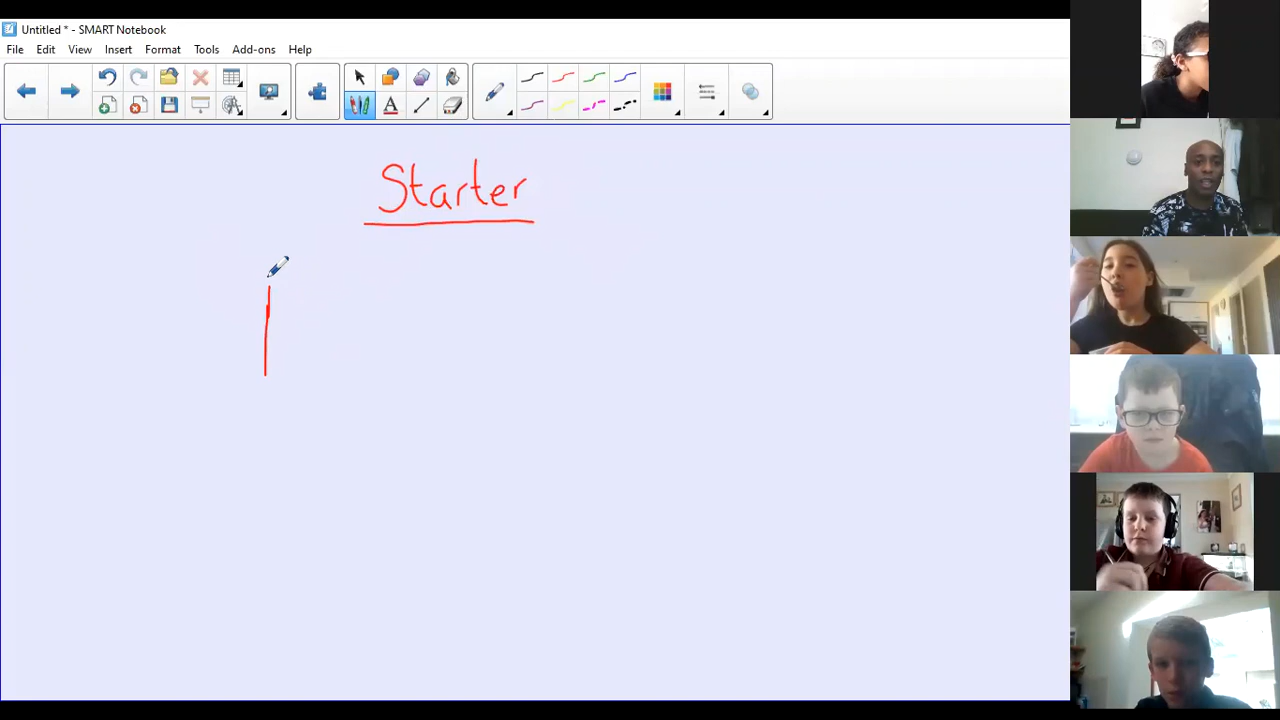 Untitled * - SMART Notebook
File Edit View Insert Format Tools Add-ons Help
Starter